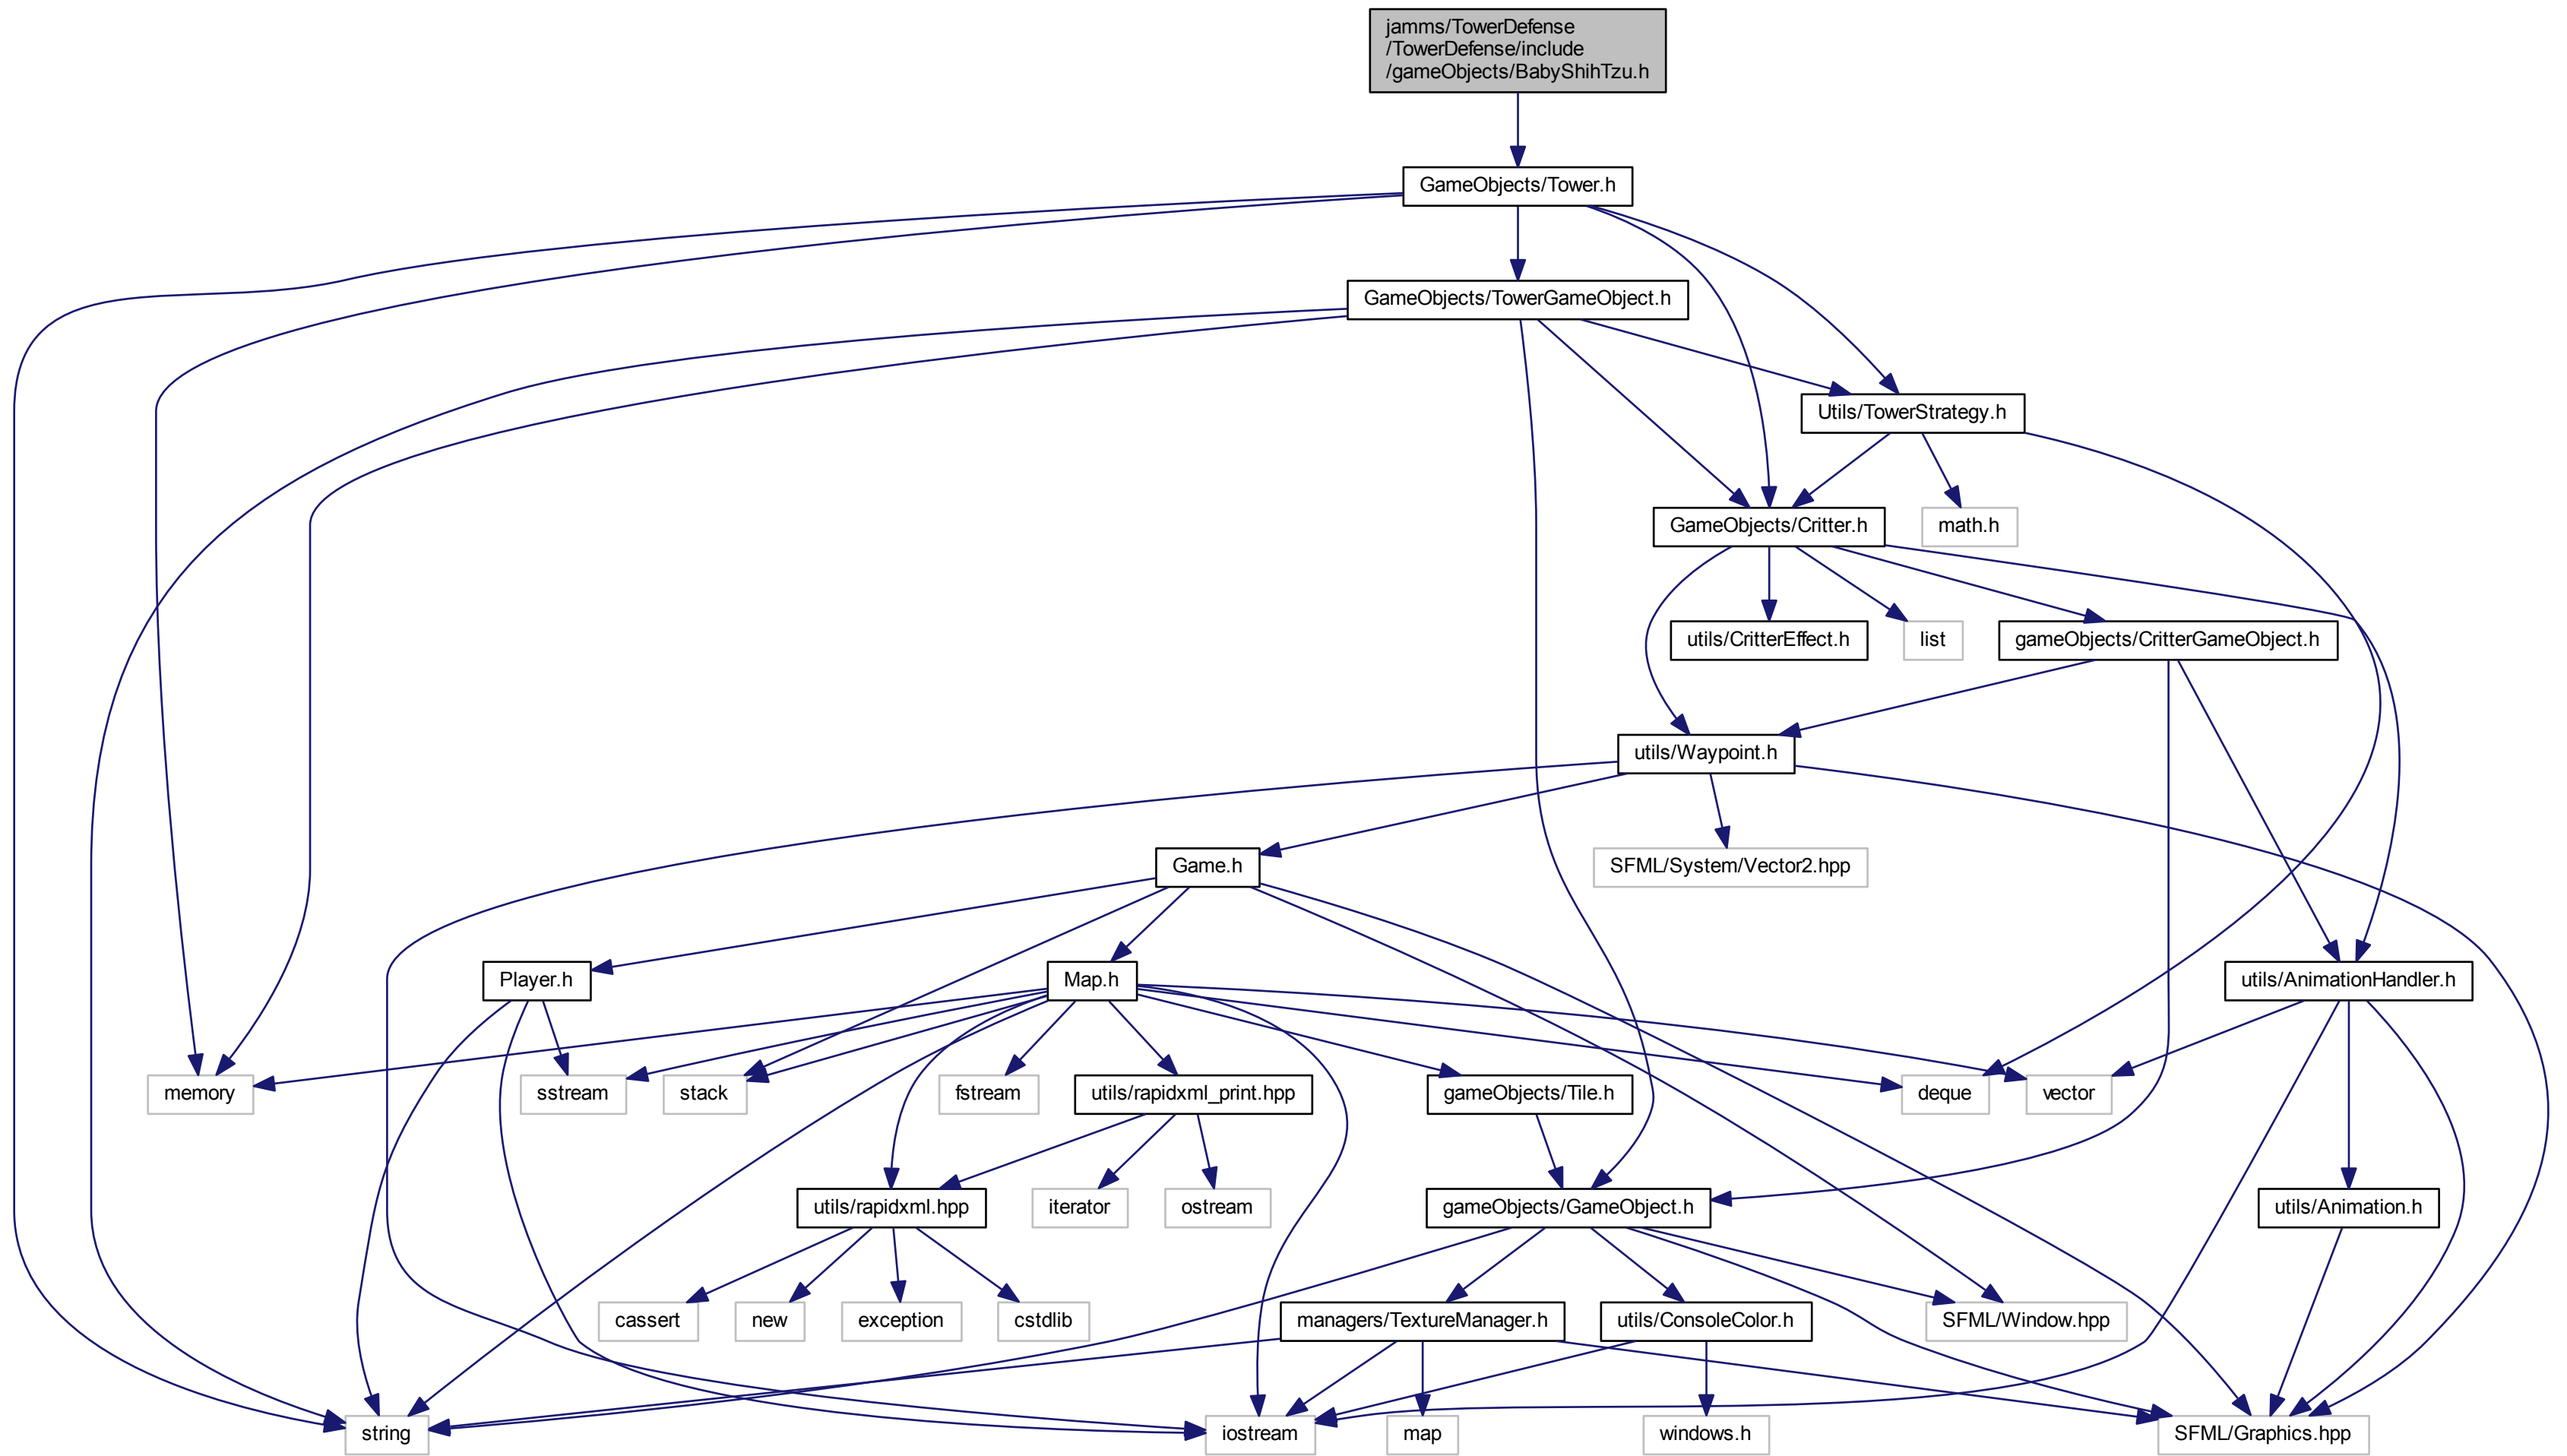 jamms/TowerDefense
/TowerDefense/include
/gameObjects/BabyShihTzu.h
GameObjects/Tower.h
GameObjects/TowerGameObject.h
Utils/TowerStrategy.h
GameObjects/Critter.h
math.h
utils/CritterEffect.h
list
gameObjects/CritterGameObject.h
utils/Waypoint.h
Game.h
SFML/System/Vector2.hpp
Player.h
Map.h
utils/AnimationHandler.h
memory
sstream
stack
fstream
utils/rapidxml_print.hpp
gameObjects/Tile.h
deque
vector
utils/rapidxml.hpp
iterator
ostream
gameObjects/GameObject.h
utils/Animation.h
cassert
new
exception
cstdlib
managers/TextureManager.h
utils/ConsoleColor.h
SFML/Window.hpp
string
iostream
map
windows.h
SFML/Graphics.hpp